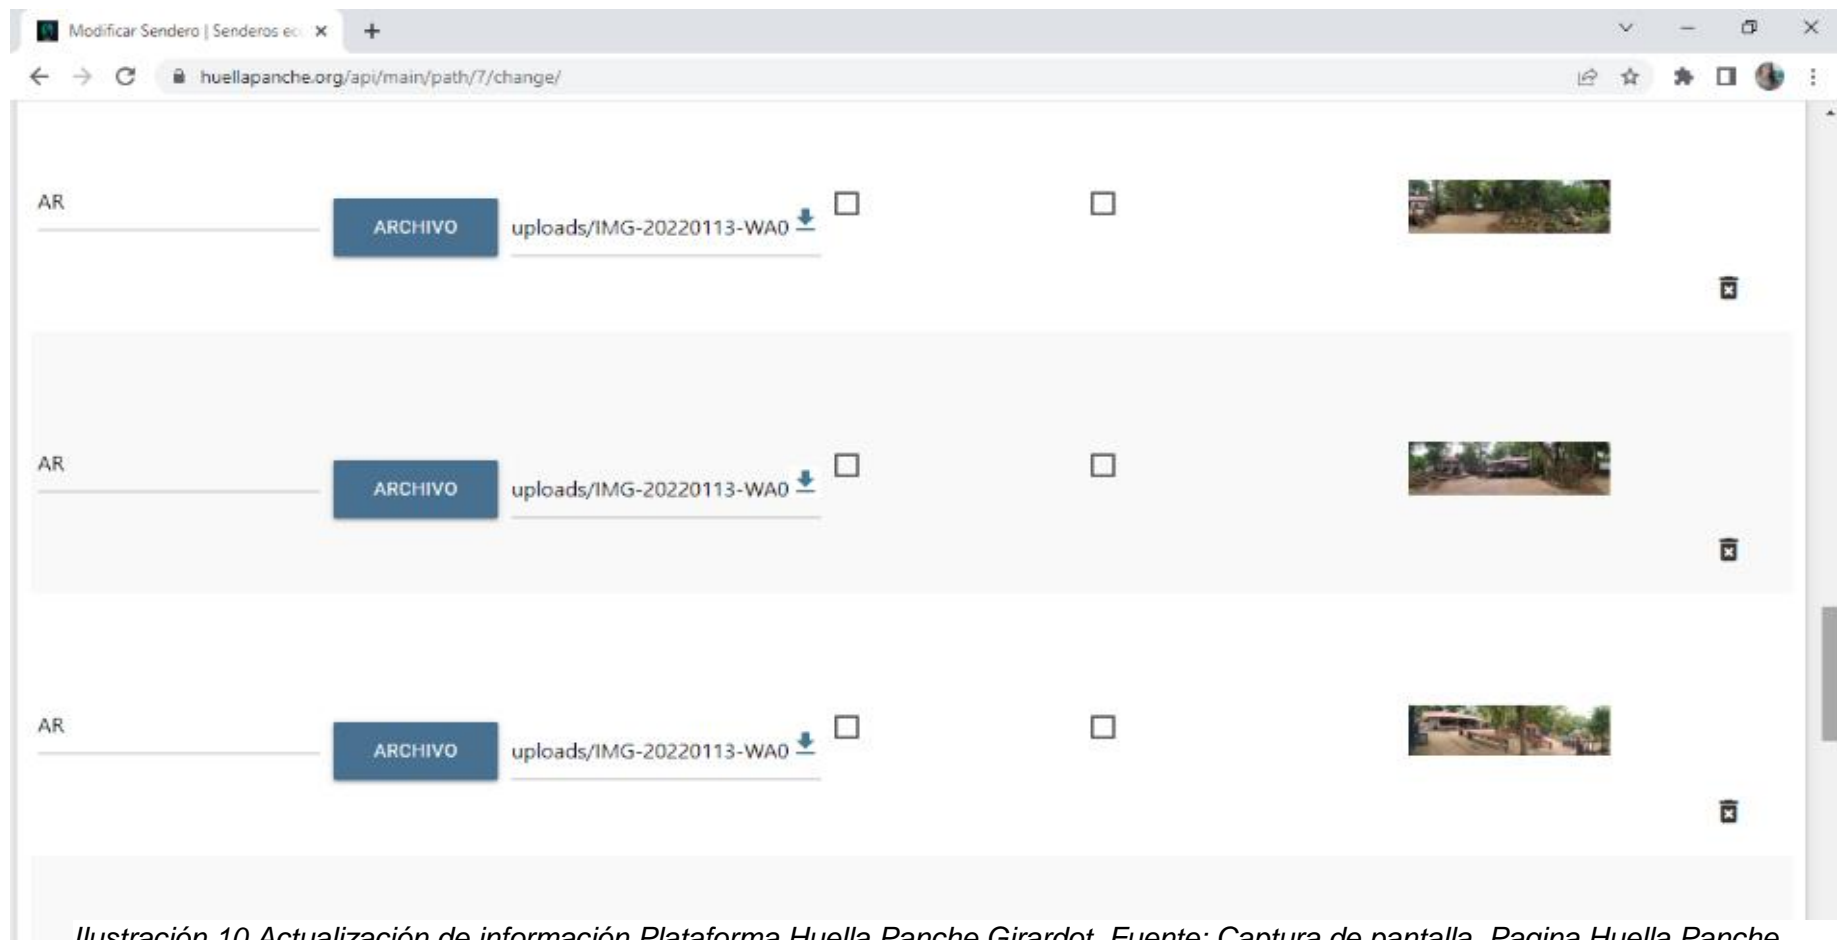 Modificar Sendero | Senderos ec
huellapanche.org/api/main/path/7/change/
AR
ARCHIVO
uploads/IMG-20220113-WA0
AR
ARCHIVO
uploads/IMG-20220113-WA0
AR
ARCHIVO
uploads/IMG-20220113-WA0
Ilustración 10 Actualización de información Plataforma Huella Panche Girardot. Fuente: Captura de pantalla, Pagina Huella Panche